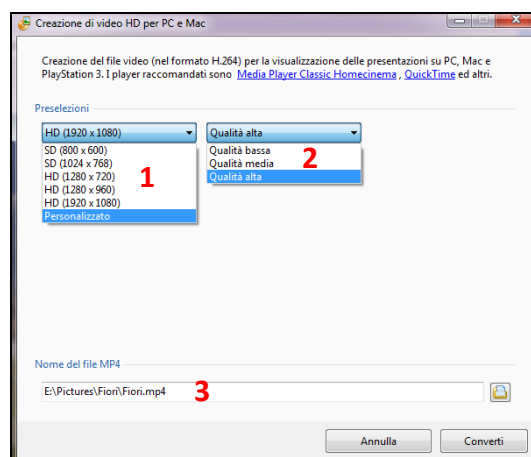 Creazione di video HD per PC e Mac
Creazione del file video (nel formato H.264) per la visualizzazione delle presentazioni su PC, Mac e
PlayStation 3. I player raccomandati sono Media Player Classic Homecinema , QuickTime ed altri.
Preselezioni
HD (1920 x 1080) Qualità alta
SD (800 x 600) Qualità bassa
SD (1024 x 768) Qualità media
HD (1280 x 720) Qualità alta
HD (1280 x 960)
HD (1920 x 1080)
Personalizzato
1
2
Nome del file MP4
E:\Pictures\Fiori\Fiori.mp4
3
Annulla Converti